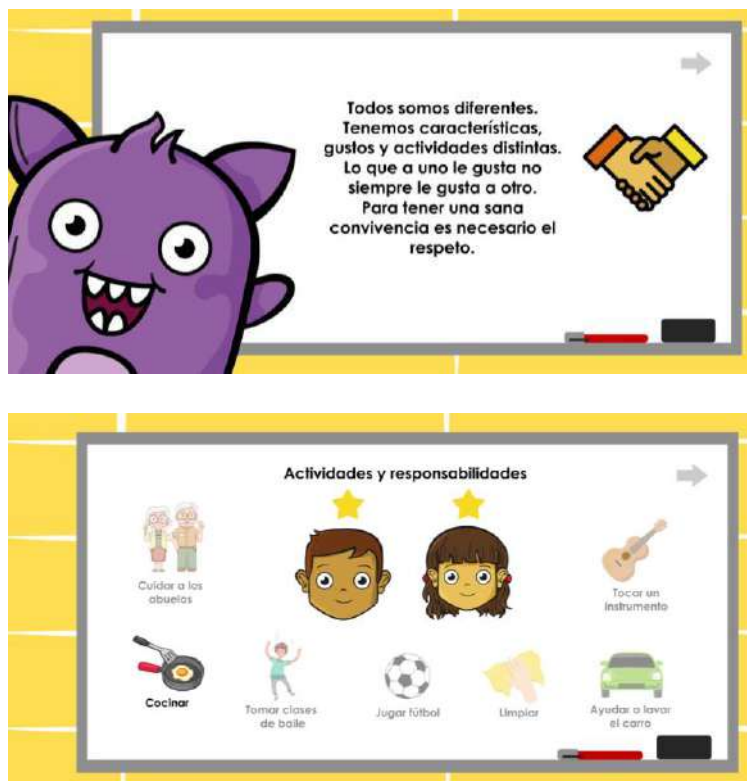 Todos somos diferentes.
Tenemos características,
gustos y actividades distintas.
Lo que a uno le gusta no
siempre le gusta a otro.
Para tener una sana
convivencia es necesario el
respeto.
Actividades y responsabilidades
Cuidar a los
abuelos
Tocar un
instrumento
Cocinar
Tomar clases
de baile
Jugar fútbol
Limpiar
Ayudar a lavar
el carro